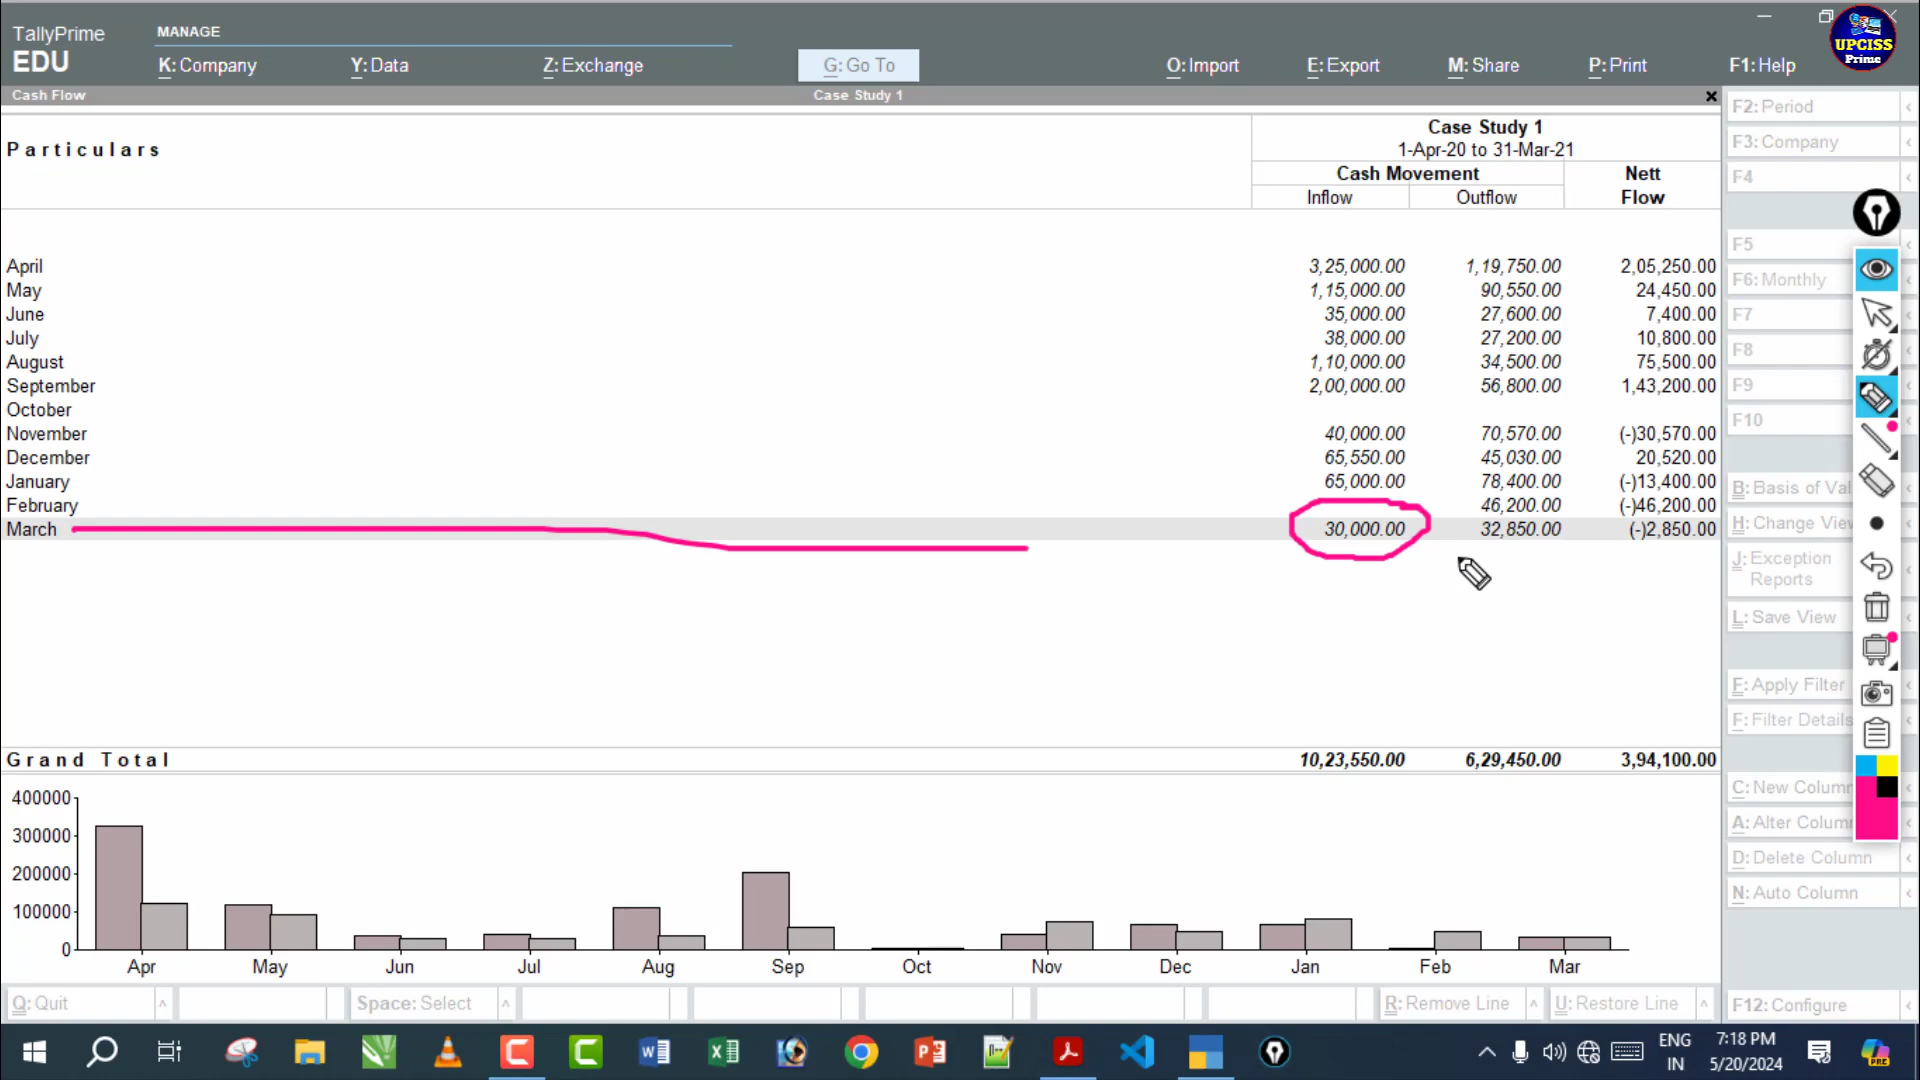 TallyPrime
EDU
MANAGE
K: Company
Y: Data
Z: Exchange
G: Go To
O: Import
E: Export
M: Share
P: Print
F1: Help
UPCISS
Prime
Cash Flow
Case Study 1
Particulars
Case Study 1
1-Apr-20 to 31-Mar-21
Cash Movement
Nett
Inflow
Outflow
Flow
April 3,25,000.00 1,19,750.00 2,05,250.00
May 1,15,000.00 90,550.00 24,450.00
June 35,000.00 27,600.00 7,400.00
July 38,000.00 27,200.00 10,800.00
August 1,10,000.00 34,500.00 75,500.00
September 2,00,000.00 56,800.00 1,43,200.00
October
November 40,000.00 70,570.00 (-)30,570.00
December 65,550.00 45,030.00 20,520.00
January 65,000.00 78,400.00 (-)13,400.00
February 46,200.00 (-)46,200.00
March 30,000.00 32,850.00 (-)2,850.00
Grand Total 10,23,550.00 6,29,450.00 3,94,100.00
400000
300000
200000
100000
0
Apr May Jun Jul Aug Sep Oct Nov Dec Jan Feb Mar
F2: Period
F3: Company
F4
F5
F6: Monthly
F7
F8
F9
F10
B: Basis of Val
H: Change View
J: Exception
Reports
L: Save View
F: Apply Filter
F: Filter Details
C: New Column
A: Alter Column
D: Delete Column
N: Auto Column
F12: Configure
Q: Quit
Space: Select
R: Remove Line
U: Restore Line
ENG
IN
7:18 PM
5/20/2024
PRE